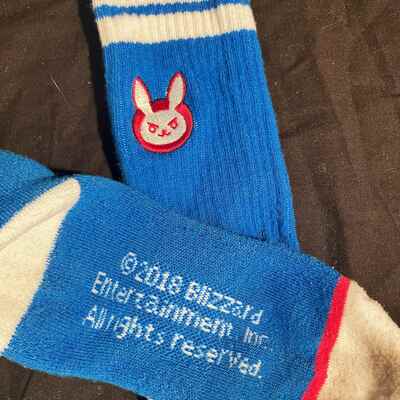 ©2018 Blizzard
Entertainment Inc.
All rights reserved.